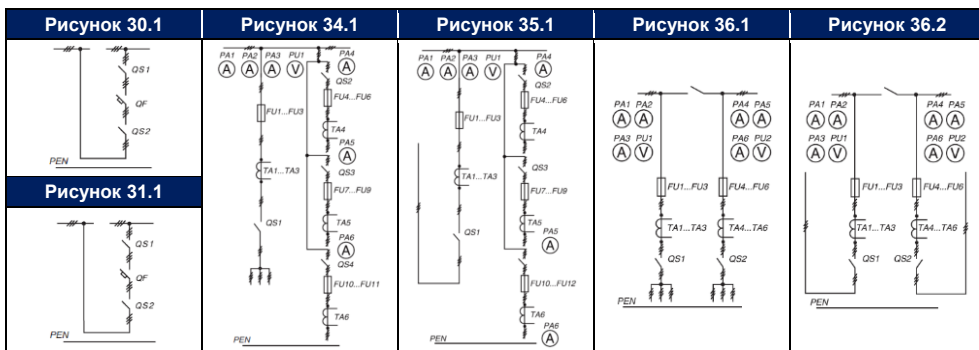 Рисунок 30.1
QS1
QF
QS2
PEN
Рисунок 31.1
QS1
QF
QS2
PEN
Рисунок 34.1
PA1 PA2 PA3 PU1 PA4
A A A V A
QS2
FU4...FU6
FU1...FU3
TA4
PA5
A
QS3
TA1...TA3
FU7...FU9
QS1
TA5
PA6
A
QS4
FU10...FU11
TA6
PEN
Рисунок 35.1
PA1 PA2 PA3 PU1 PA4
A A A V A
QS2
FU4...FU6
FU1...FU3
TA4
QS3
TA1...TA3
FU7...FU9
QS1
TA5
PA5
A
FU10...FU12
TA6
PEN
PA6
A
Рисунок 36.1
PA1 PA2 PA4 PA5
A A A A
PA3 PU1 PA6 PU2
A V A V
FU1...FU3 FU4...FU6
TA1...TA3 TA4...TA6
QS1 QS2
PEN
Рисунок 36.2
PA1 PA2 PA4 PA5
A A A A
PA3 PU1 PA6 PU2
A V A V
FU1...FU3 FU4...FU6
TA1...TA3 TA4...TA6
QS1 QS2
PEN